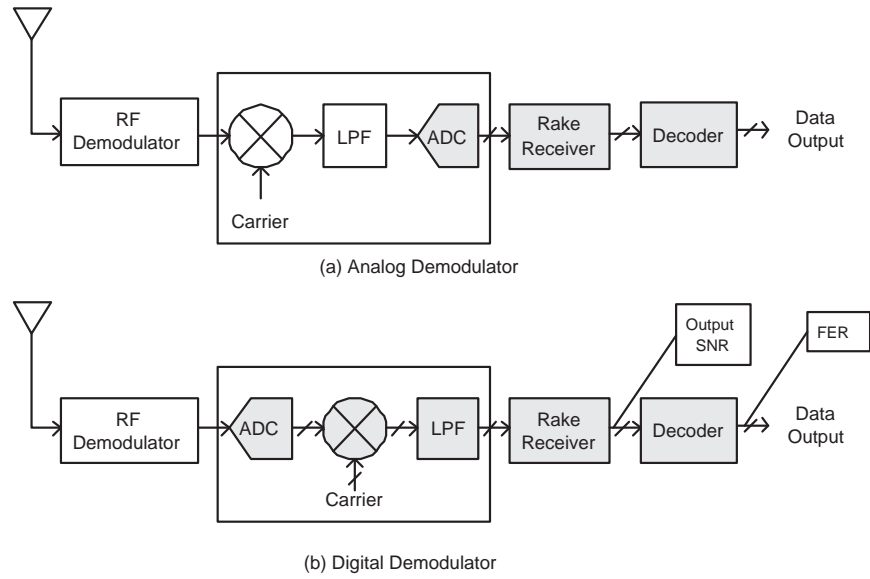 RF
Demodulator
LPF
ADC
Rake
Receiver
Decoder
Data
Output
Carrier
(a) Analog Demodulator
Output
SNR
FER
RF
Demodulator
ADC
LPF
Rake
Receiver
Decoder
Data
Output
Carrier
(b) Digital Demodulator